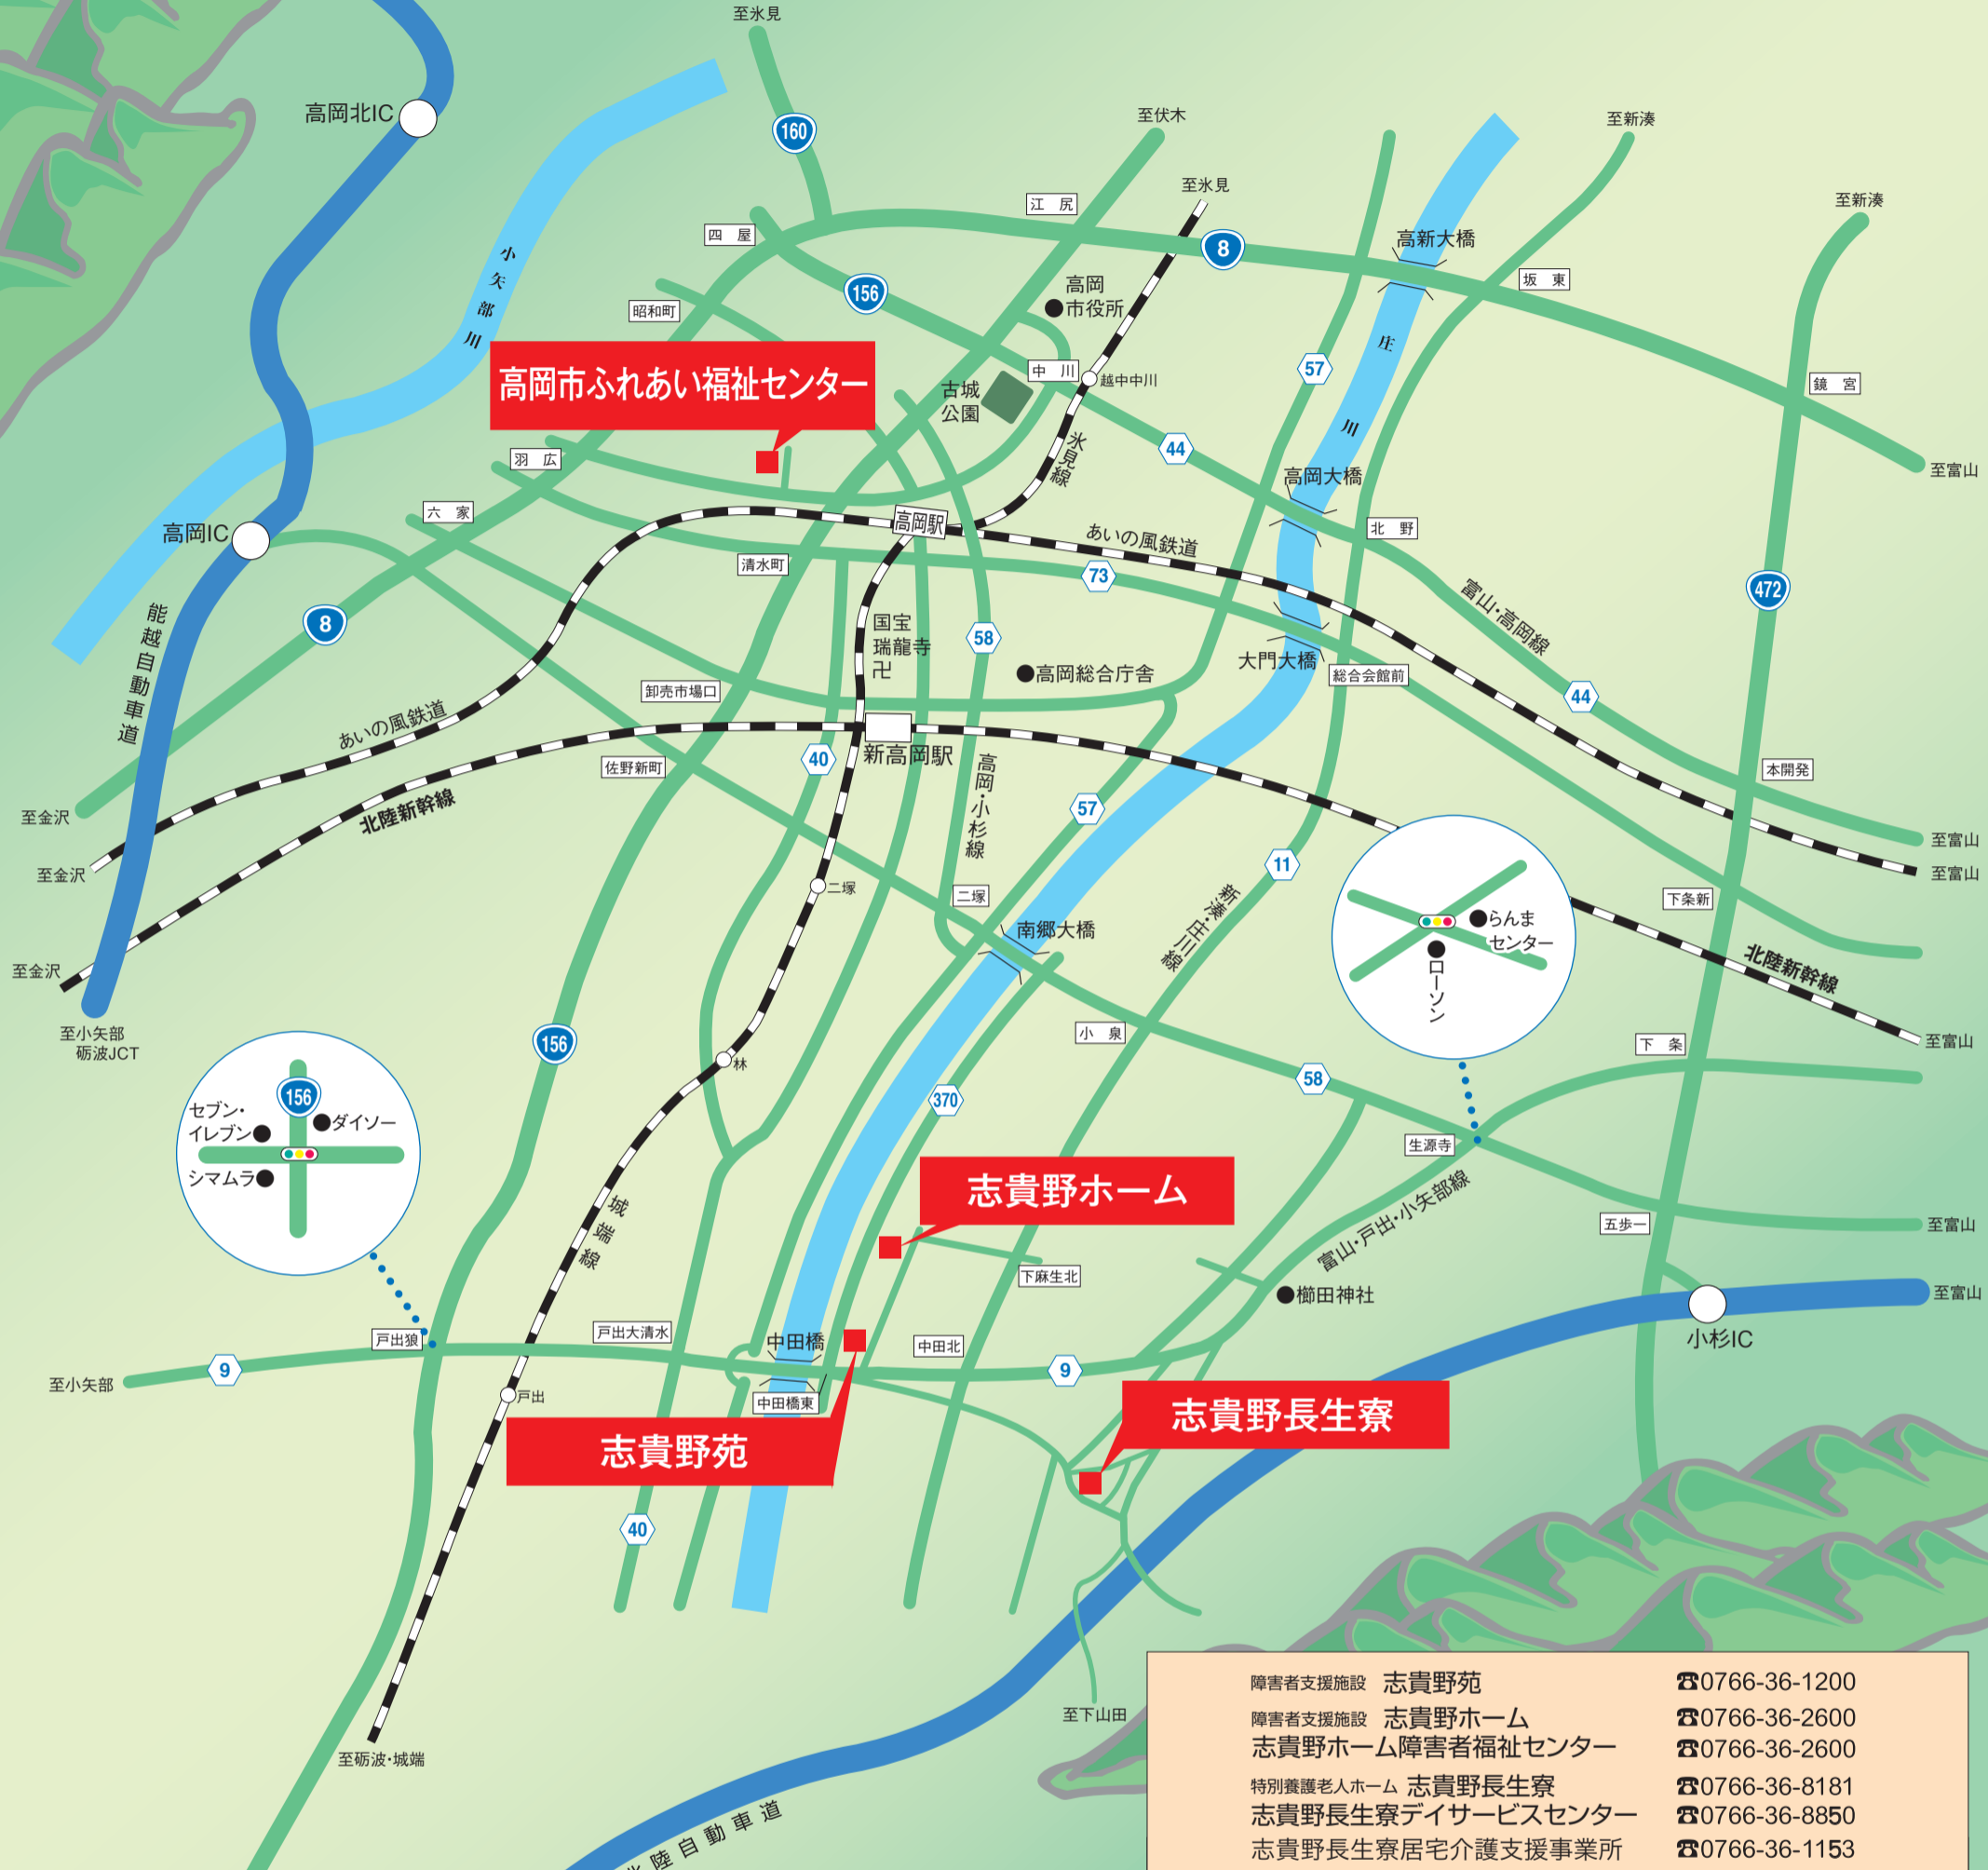 至氷見
高岡北IC
160
至伏木
至新湊
至氷見
至新湊
江 尻
四 屋
8
高新大橋
小矢部川
156
高岡
市役所
坂 東
昭和町
庄川
57
高岡市ふれあい福祉センター
中 川
越中中川
古城
公園
鏡 宮
氷見線
44
羽 広
至富山
高岡大橋
六 家
高岡駅
あいの風鉄道
北 野
高岡IC
清水町
73
富山・高岡線
472
能越自動車道
8
国宝
瑞龍寺
卍
58
高岡総合庁舎
大門大橋
総合会館前
卸売市場口
44
あいの風鉄道
新高岡駅
佐野新町
40
高岡・小杉線
本開発
北陸新幹線
57
至金沢
至富山
11
至金沢
至富山
二塚
二塚
新湊・庄川線
下条新
らんま
センター
南郷大橋
ローソン
北陸新幹線
至金沢
至小矢部
砺波JCT
156
小 泉
下 条
至富山
林
58
370
156
セブン・
イレブン
ダイソー
シマムラ
生源寺
志貴野ホーム
城端線
富山・戸出・小矢部線
五歩一
至富山
下麻生北
櫛田神社
至富山
戸出狼
戸出大清水
中田橋
中田北
小杉IC
9
9
至小矢部
戸出
中田橋東
志貴野長生寮
志貴野苑
40
至下山田
至砺波・城端
陸自動車道
障害者支援施設 志貴野苑 ☎0766-36-1200
障害者支援施設 志貴野ホーム ☎0766-36-2600
志貴野ホーム障害者福祉センター ☎0766-36-2600
特別養護老人ホーム 志貴野長生寮 ☎0766-36-8181
志貴野長生寮デイサービスセンター ☎0766-36-8850
志貴野長生寮居宅介護支援事業所 ☎0766-36-1153